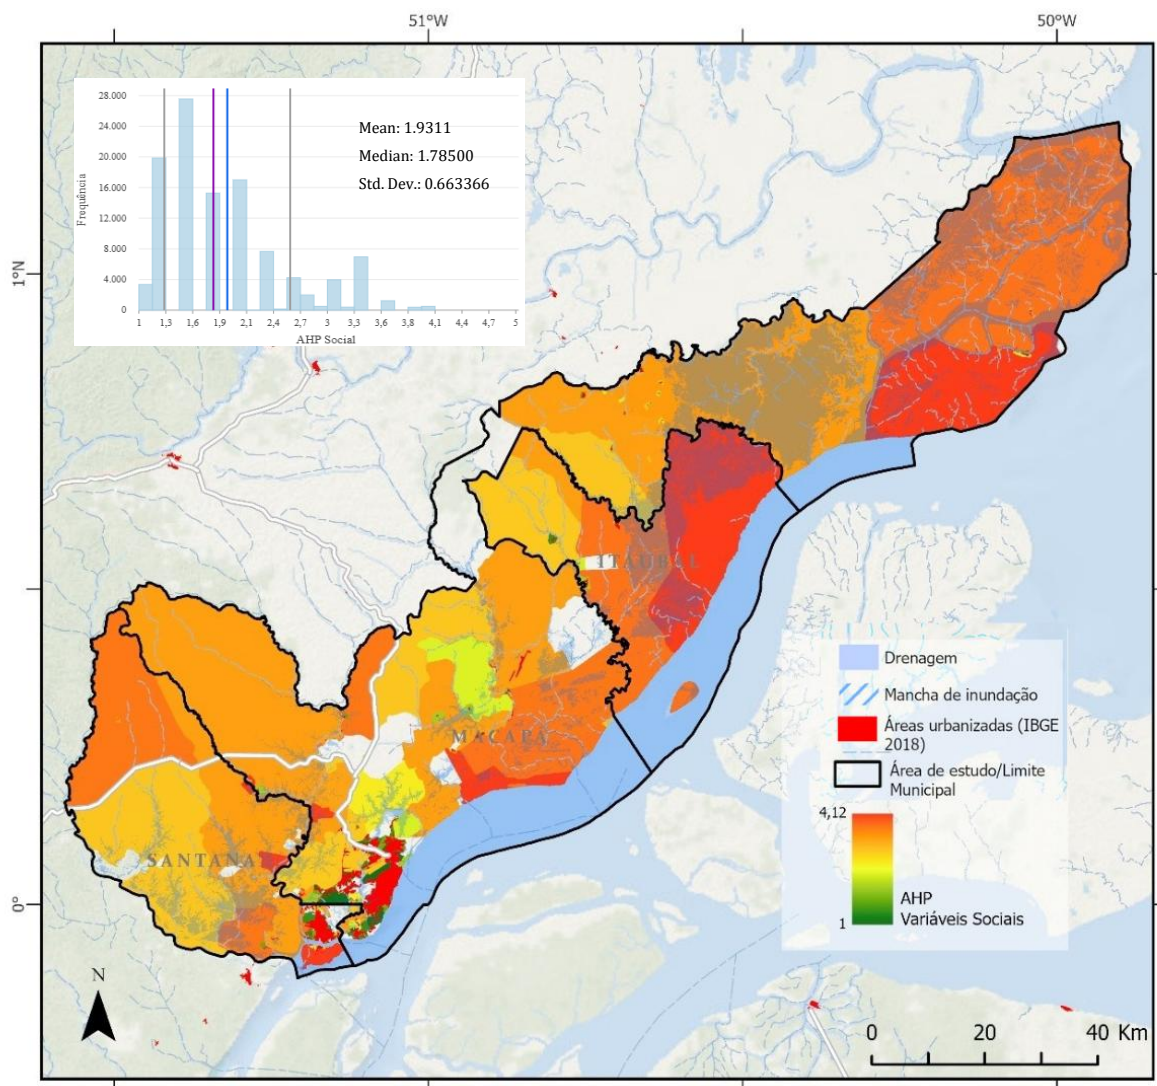 51°W
50°W
28.000
24.000
20.000
16.000
12.000
8.000
4.000
0
Frequência
Mean: 1.9311
Median: 1.78500
Std. Dev.: 0.663366
1 1,3 1,6 1,9 2,1 2,4 2,7 3 3,3 3,6 3,8 4,1 4,4 4,7 5
AHP Social
1°N
ITAUBAL
MACAPÁ
SANTANA
0°
Drenagem
Mancha de inundação
Áreas urbanizadas (IBGE
2018)
Área de estudo/Limite
Municipal
4,12
AHP
Variáveis Sociais
1
N
0 20 40 Km